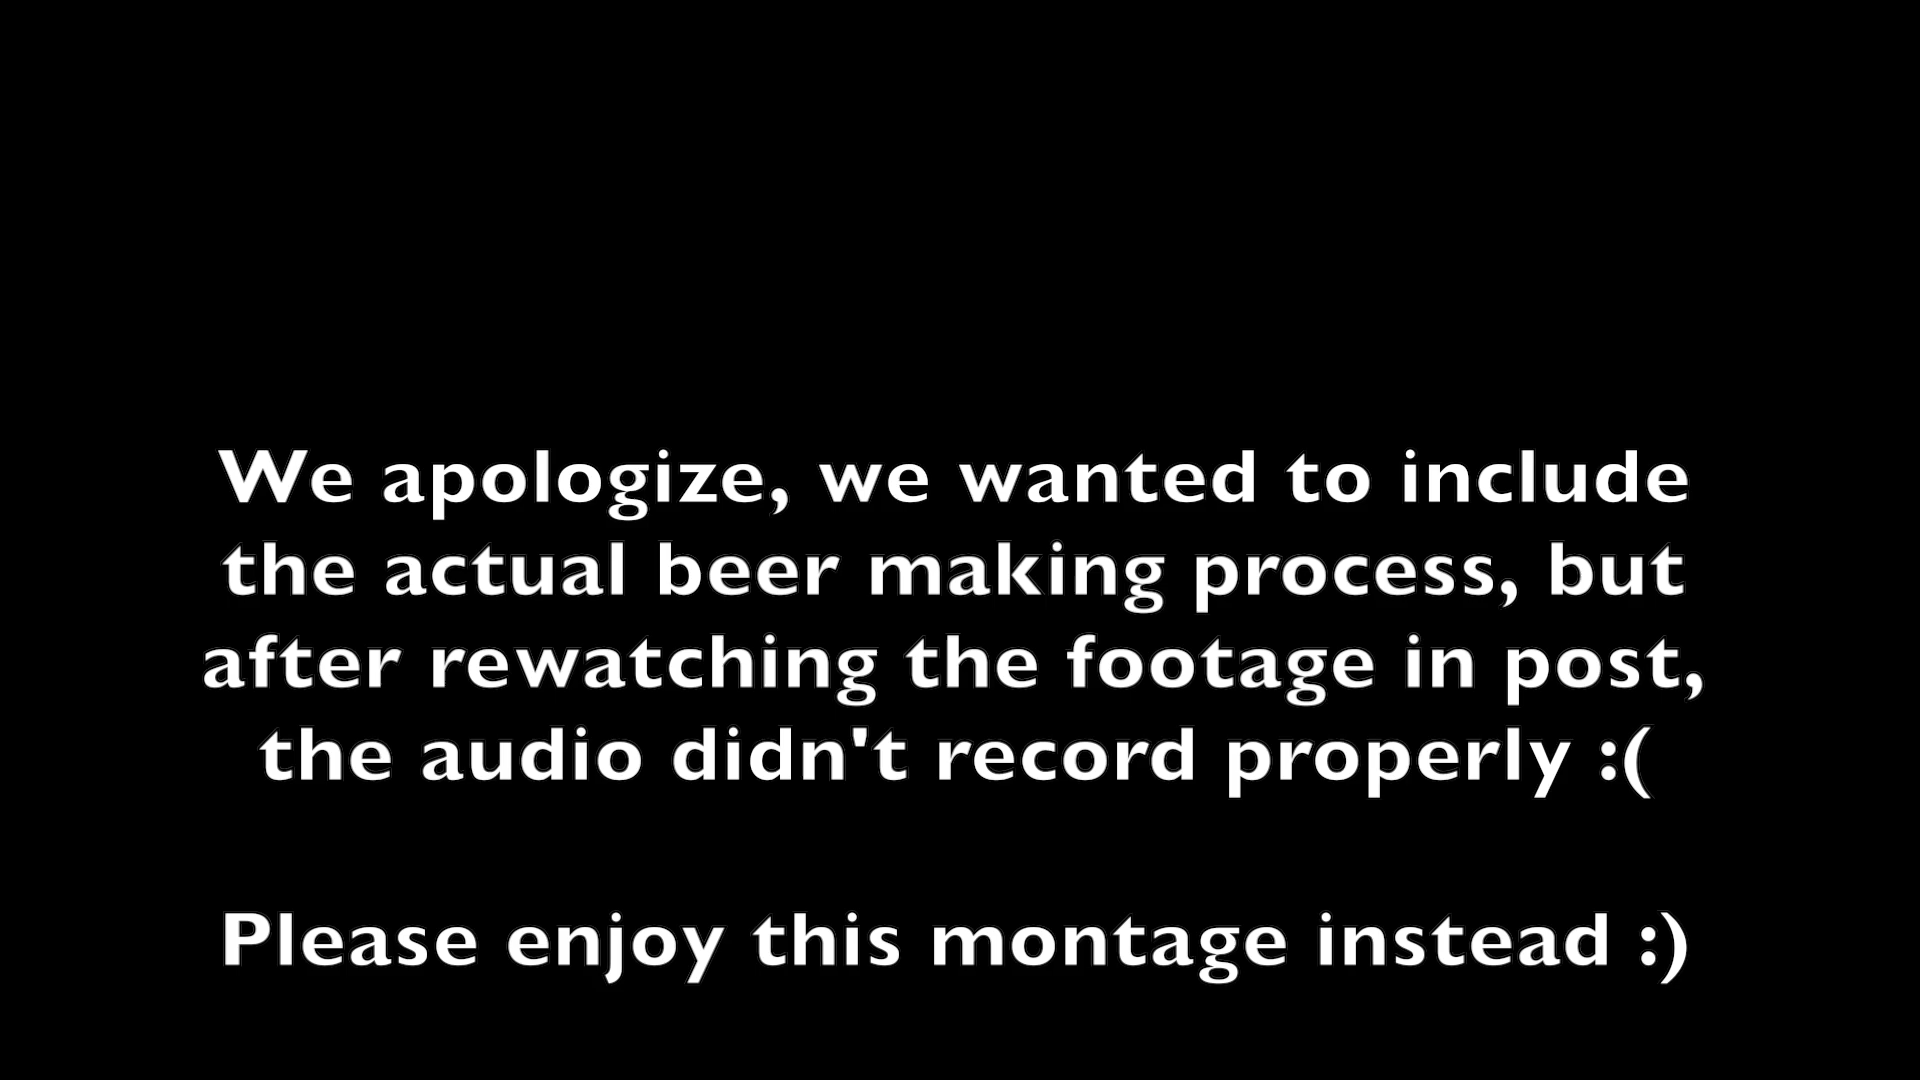 We apologize, we wanted to include
the actual beer making process, but
after rewatching the footage in post,
the audio didn't record properly :(
Please enjoy this montage instead :)